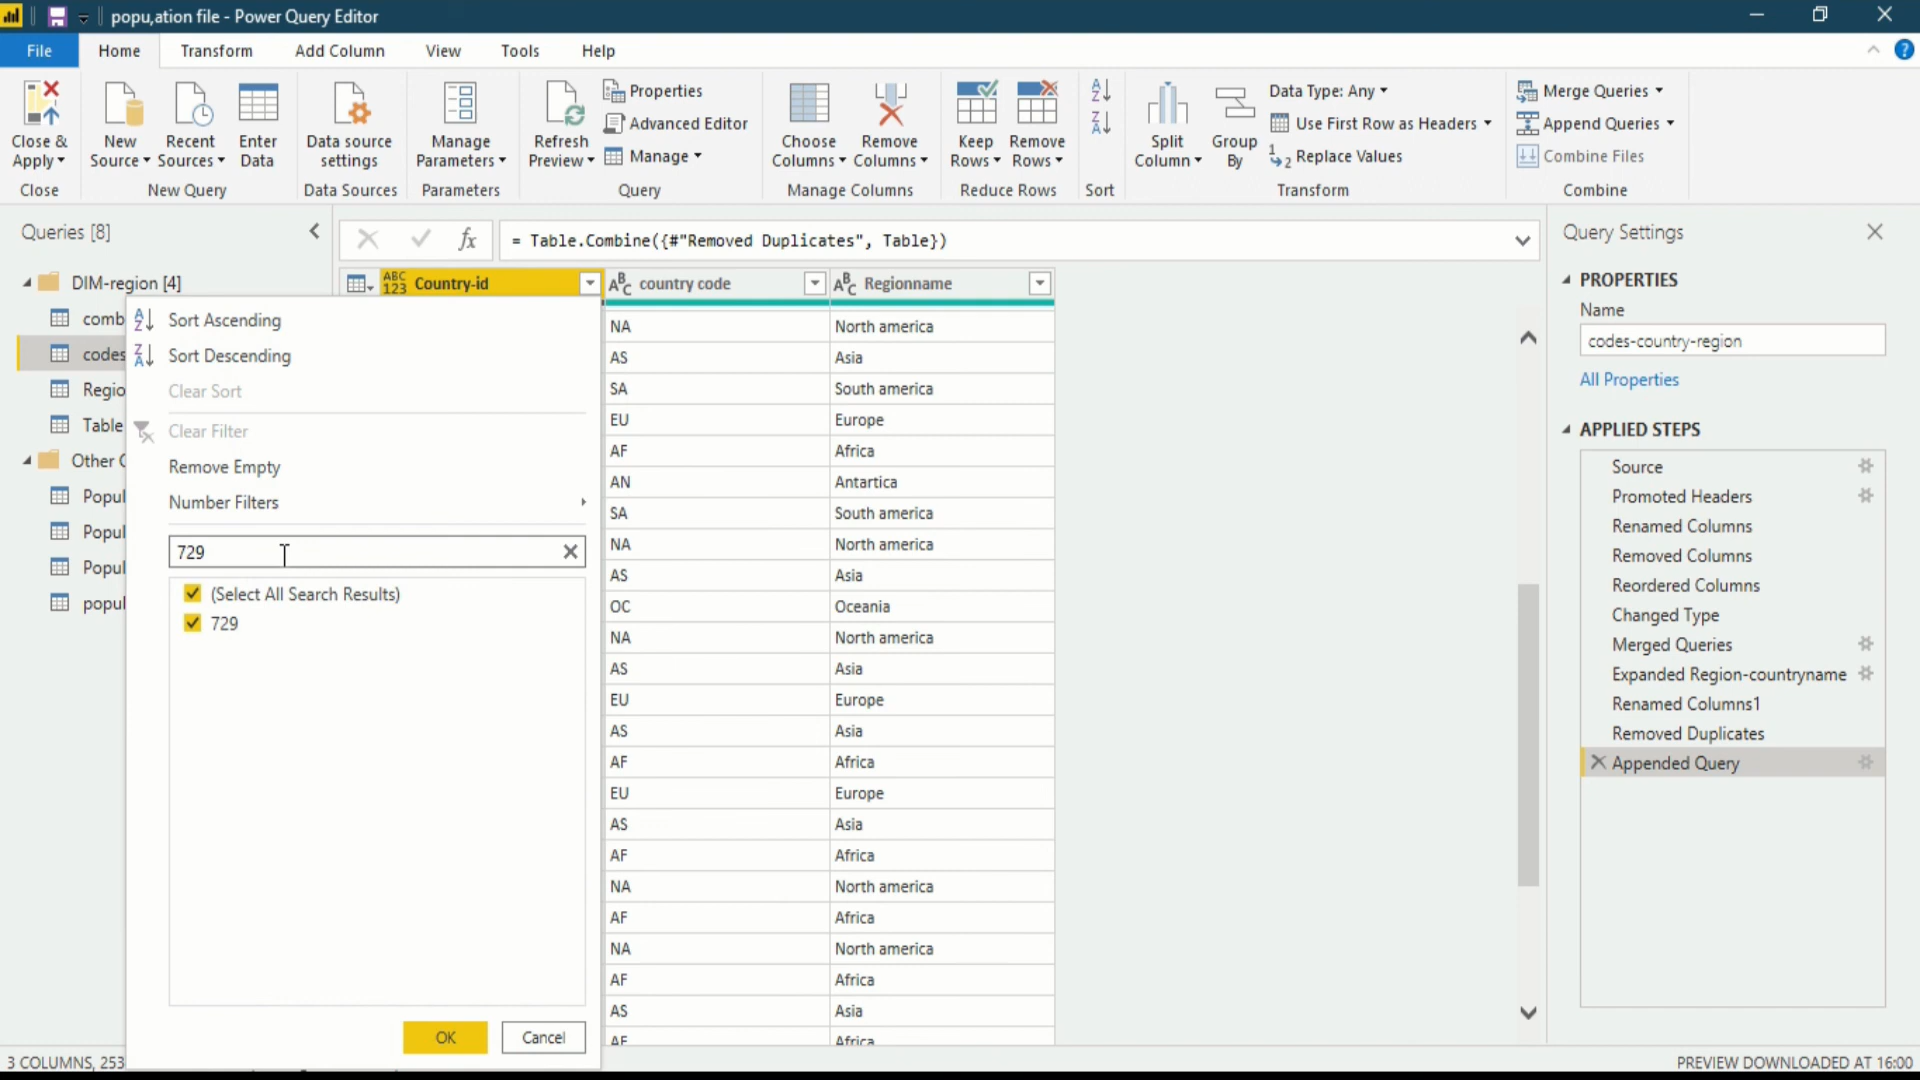 popu,ation file - Power Query Editor
File Home Transform Add Column View Tools Help
Close & Apply
Close
New Source
Recent Sources
Enter Data
New Query
Data source settings
Data Sources
Manage Parameters
Parameters
Refresh Preview
Properties
Advanced Editor
Manage
Query
Choose Columns
Remove Columns
Manage Columns
Keep Rows
Remove Rows
Reduce Rows
Sort
Split Column
Group By
Data Type: Any
Use First Row as Headers
Replace Values
Transform
Merge Queries
Append Queries
Combine Files
Combine
Queries [8]
DIM-region [4]
comb
codes
Regio
Table
Other
Popul
Popul
Popul
popul
= Table.Combine({#"Removed Duplicates", Table})
ABC 123 Country-id
ABC country code
ABC Regionname
Sort Ascending
Sort Descending
Clear Sort
Clear Filter
Remove Empty
Number Filters
729
(Select All Search Results)
729
OK Cancel
NA North america
AS Asia
SA South america
EU Europe
AF Africa
AN Antartica
SA South america
NA North america
AS Asia
OC Oceania
NA North america
AS Asia
EU Europe
AS Asia
AF Africa
EU Europe
AS Asia
AF Africa
NA North america
AF Africa
NA North america
AF Africa
AS Asia
AF Africa
Query Settings
PROPERTIES
Name
codes-country-region
All Properties
APPLIED STEPS
Source
Promoted Headers
Renamed Columns
Removed Columns
Reordered Columns
Changed Type
Merged Queries
Expanded Region-countryname
Renamed Columns1
Removed Duplicates
Appended Query
3 COLUMNS, 253
PREVIEW DOWNLOADED AT 16:00